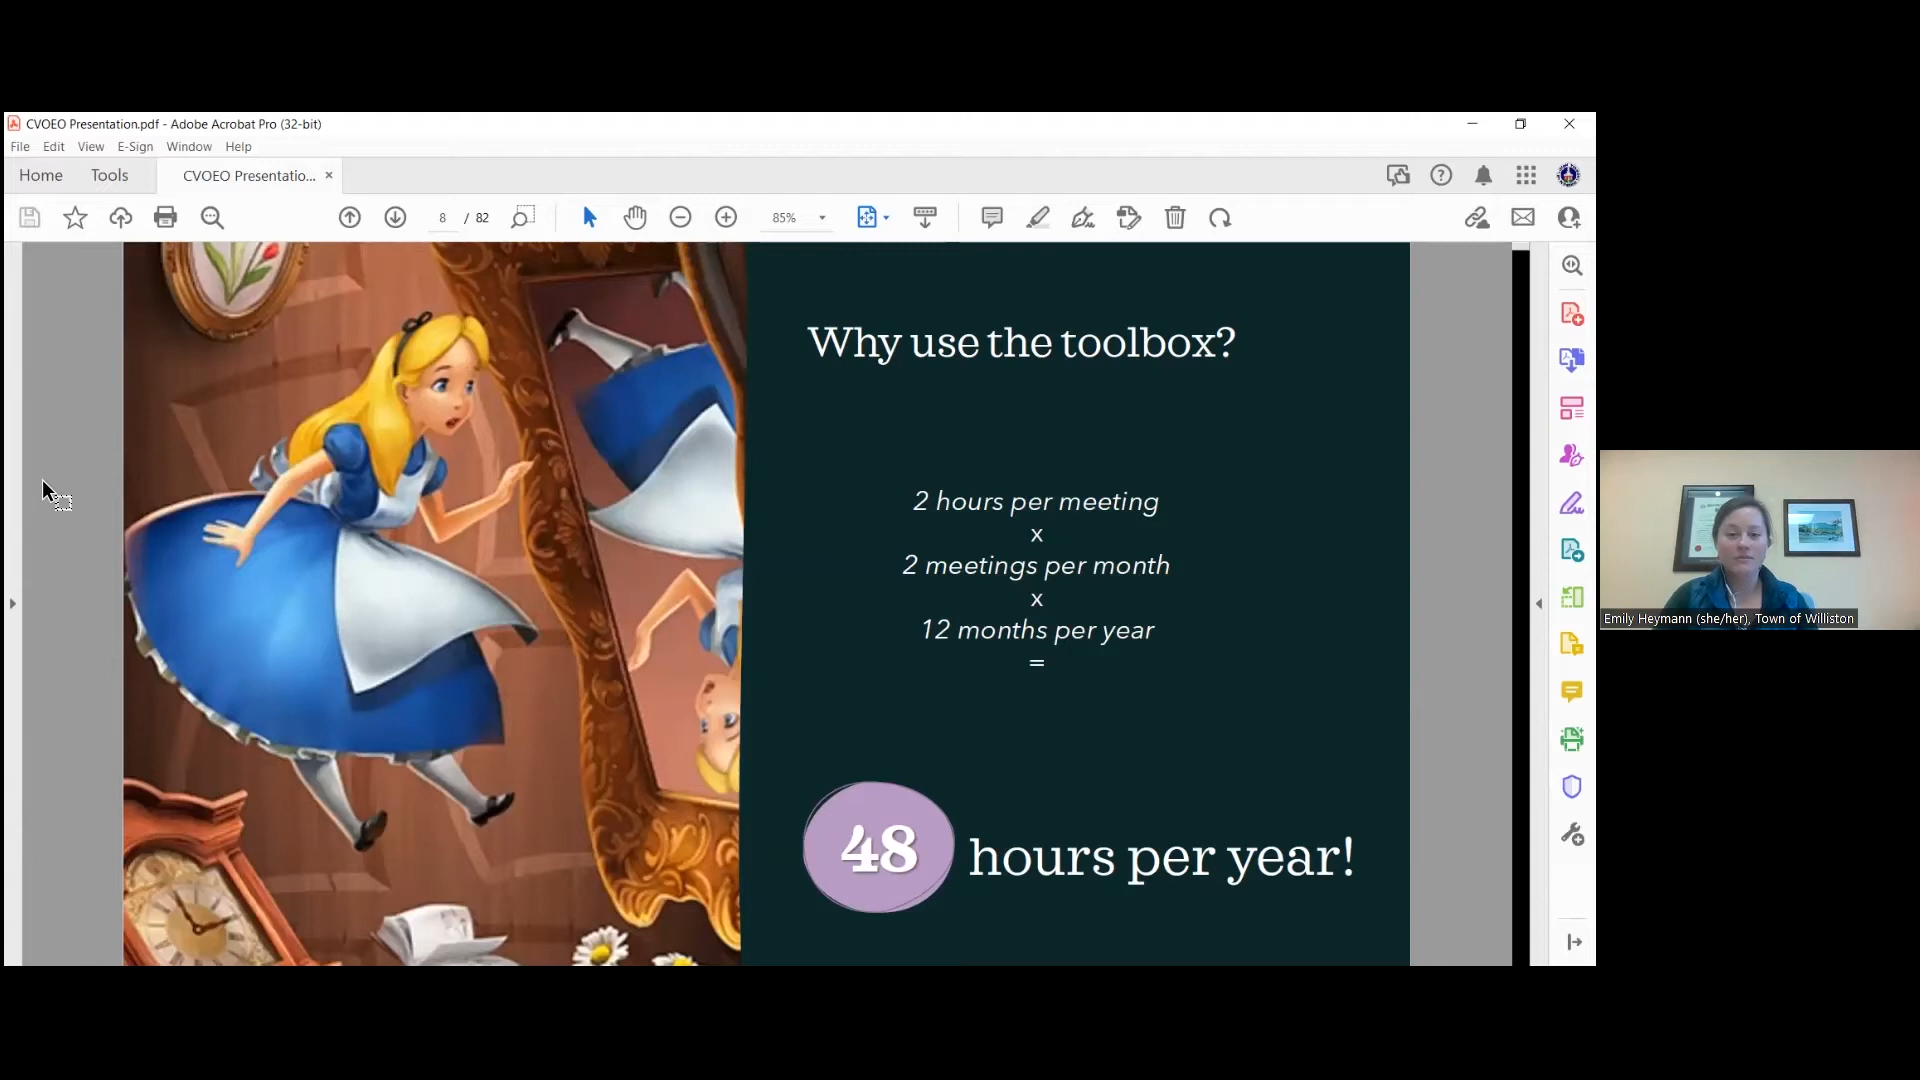 CVOEO Presentation.pdf - Adobe Acrobat Pro (32-bit)
File Edit View E-Sign Window Help
Home Tools CVOEO Presentatio... ×
8 / 82 85%
Why use the toolbox?
2 hours per meeting
x
2 meetings per month
x
12 months per year
=
48 hours per year!
Emily Heymann (she/her), Town of Williston